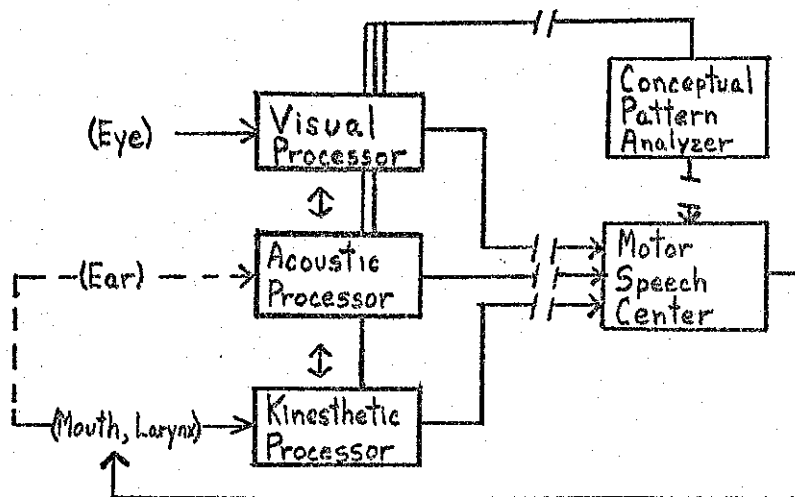 Conceptual
Pattern
Analyzer
(Eye)
Visual
Processor
(Ear)
Acoustic
Processor
Motor
Speech
Center
(Mouth, Larynx)
Kinesthetic
Processor